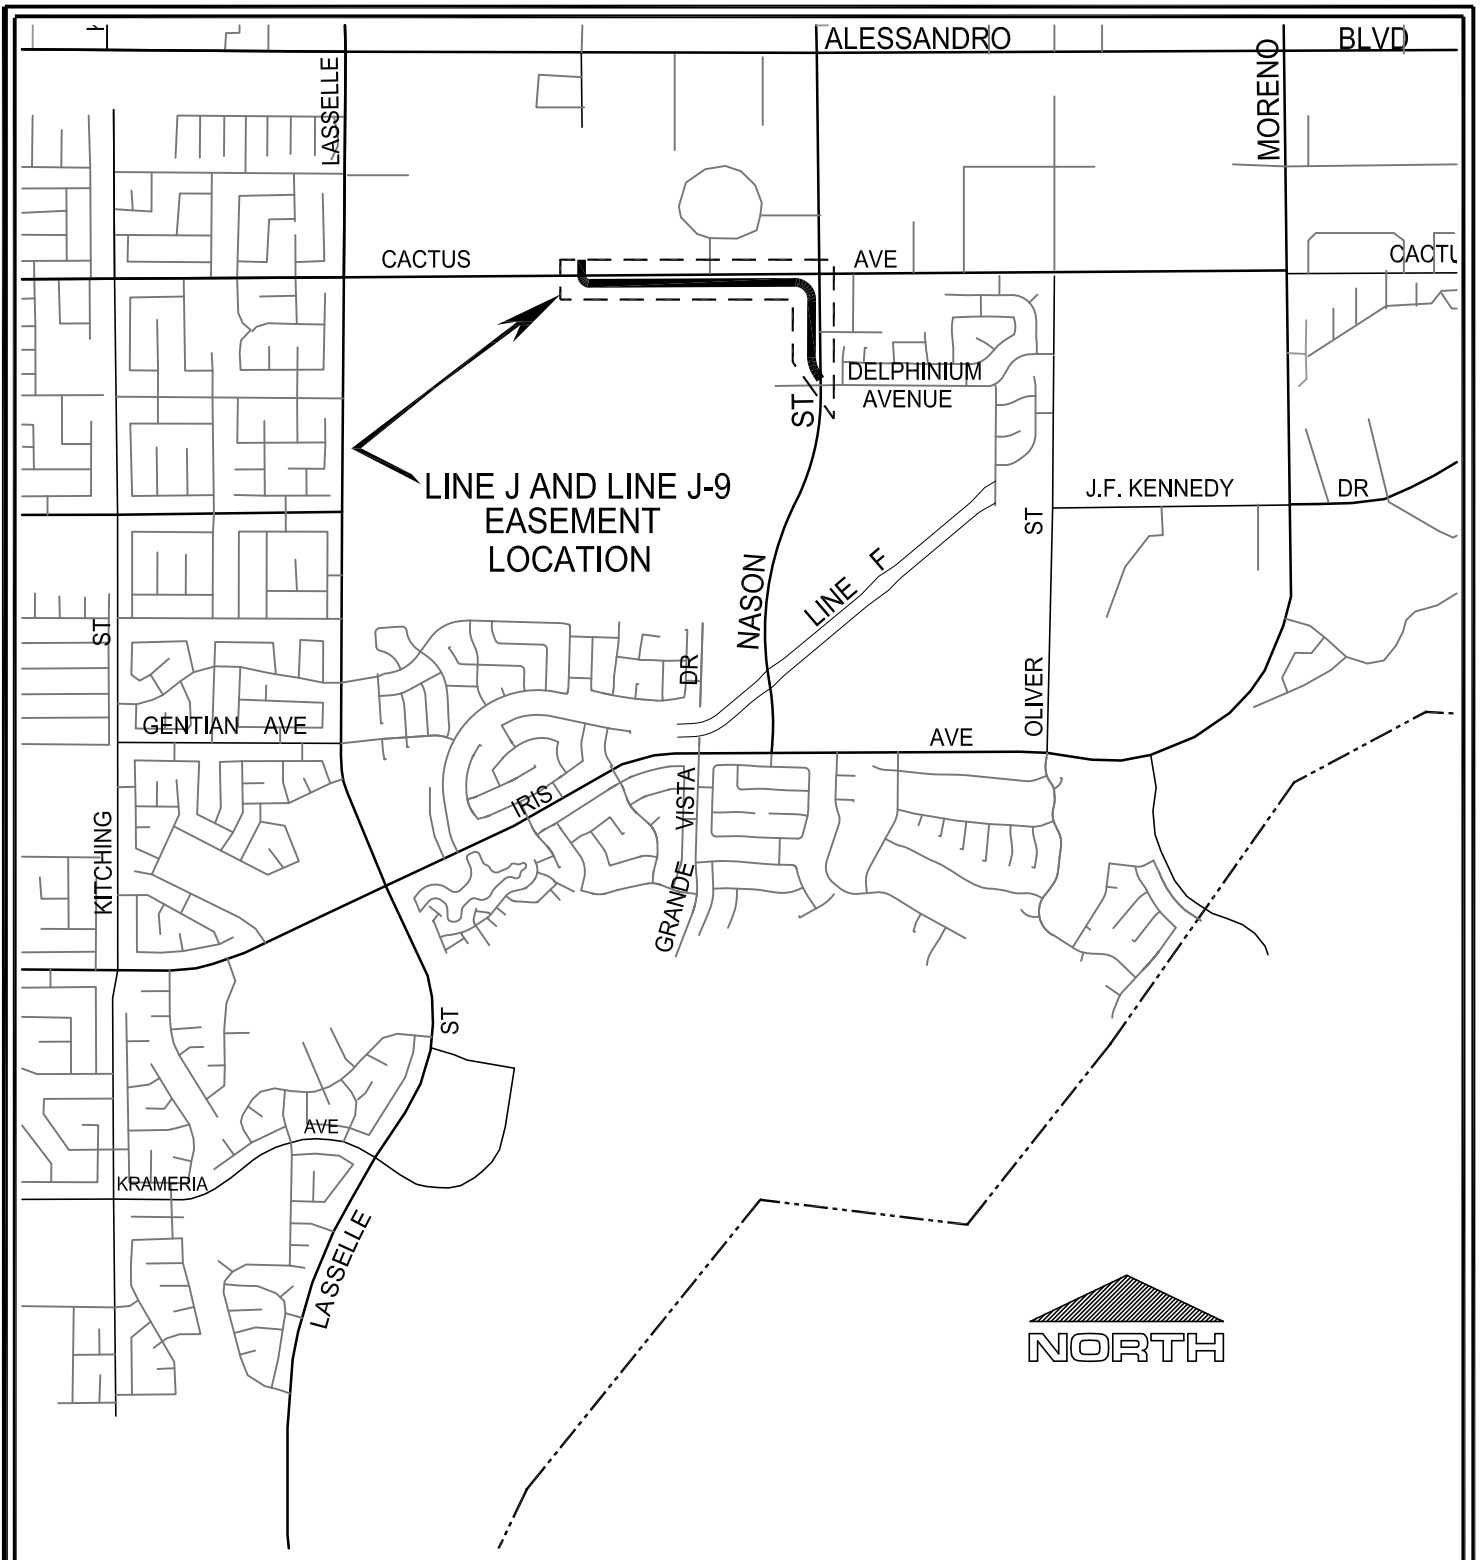 ALESSANDRO BLVD
LASSELLE
MORENO
CACTUS AVE
CACTU
DELPHINIUM
AVENUE
ST
LINE J AND LINE J-9
EASEMENT
LOCATION
J.F. KENNEDY DR
ST
NASON
LINE F
ST
DR
OLIVER
GENTIAN AVE
AVE
IRIS
VISTA
KITCHING
GRANDE
ST
AVE
KRAMERIA
LASSELLE
NORTH